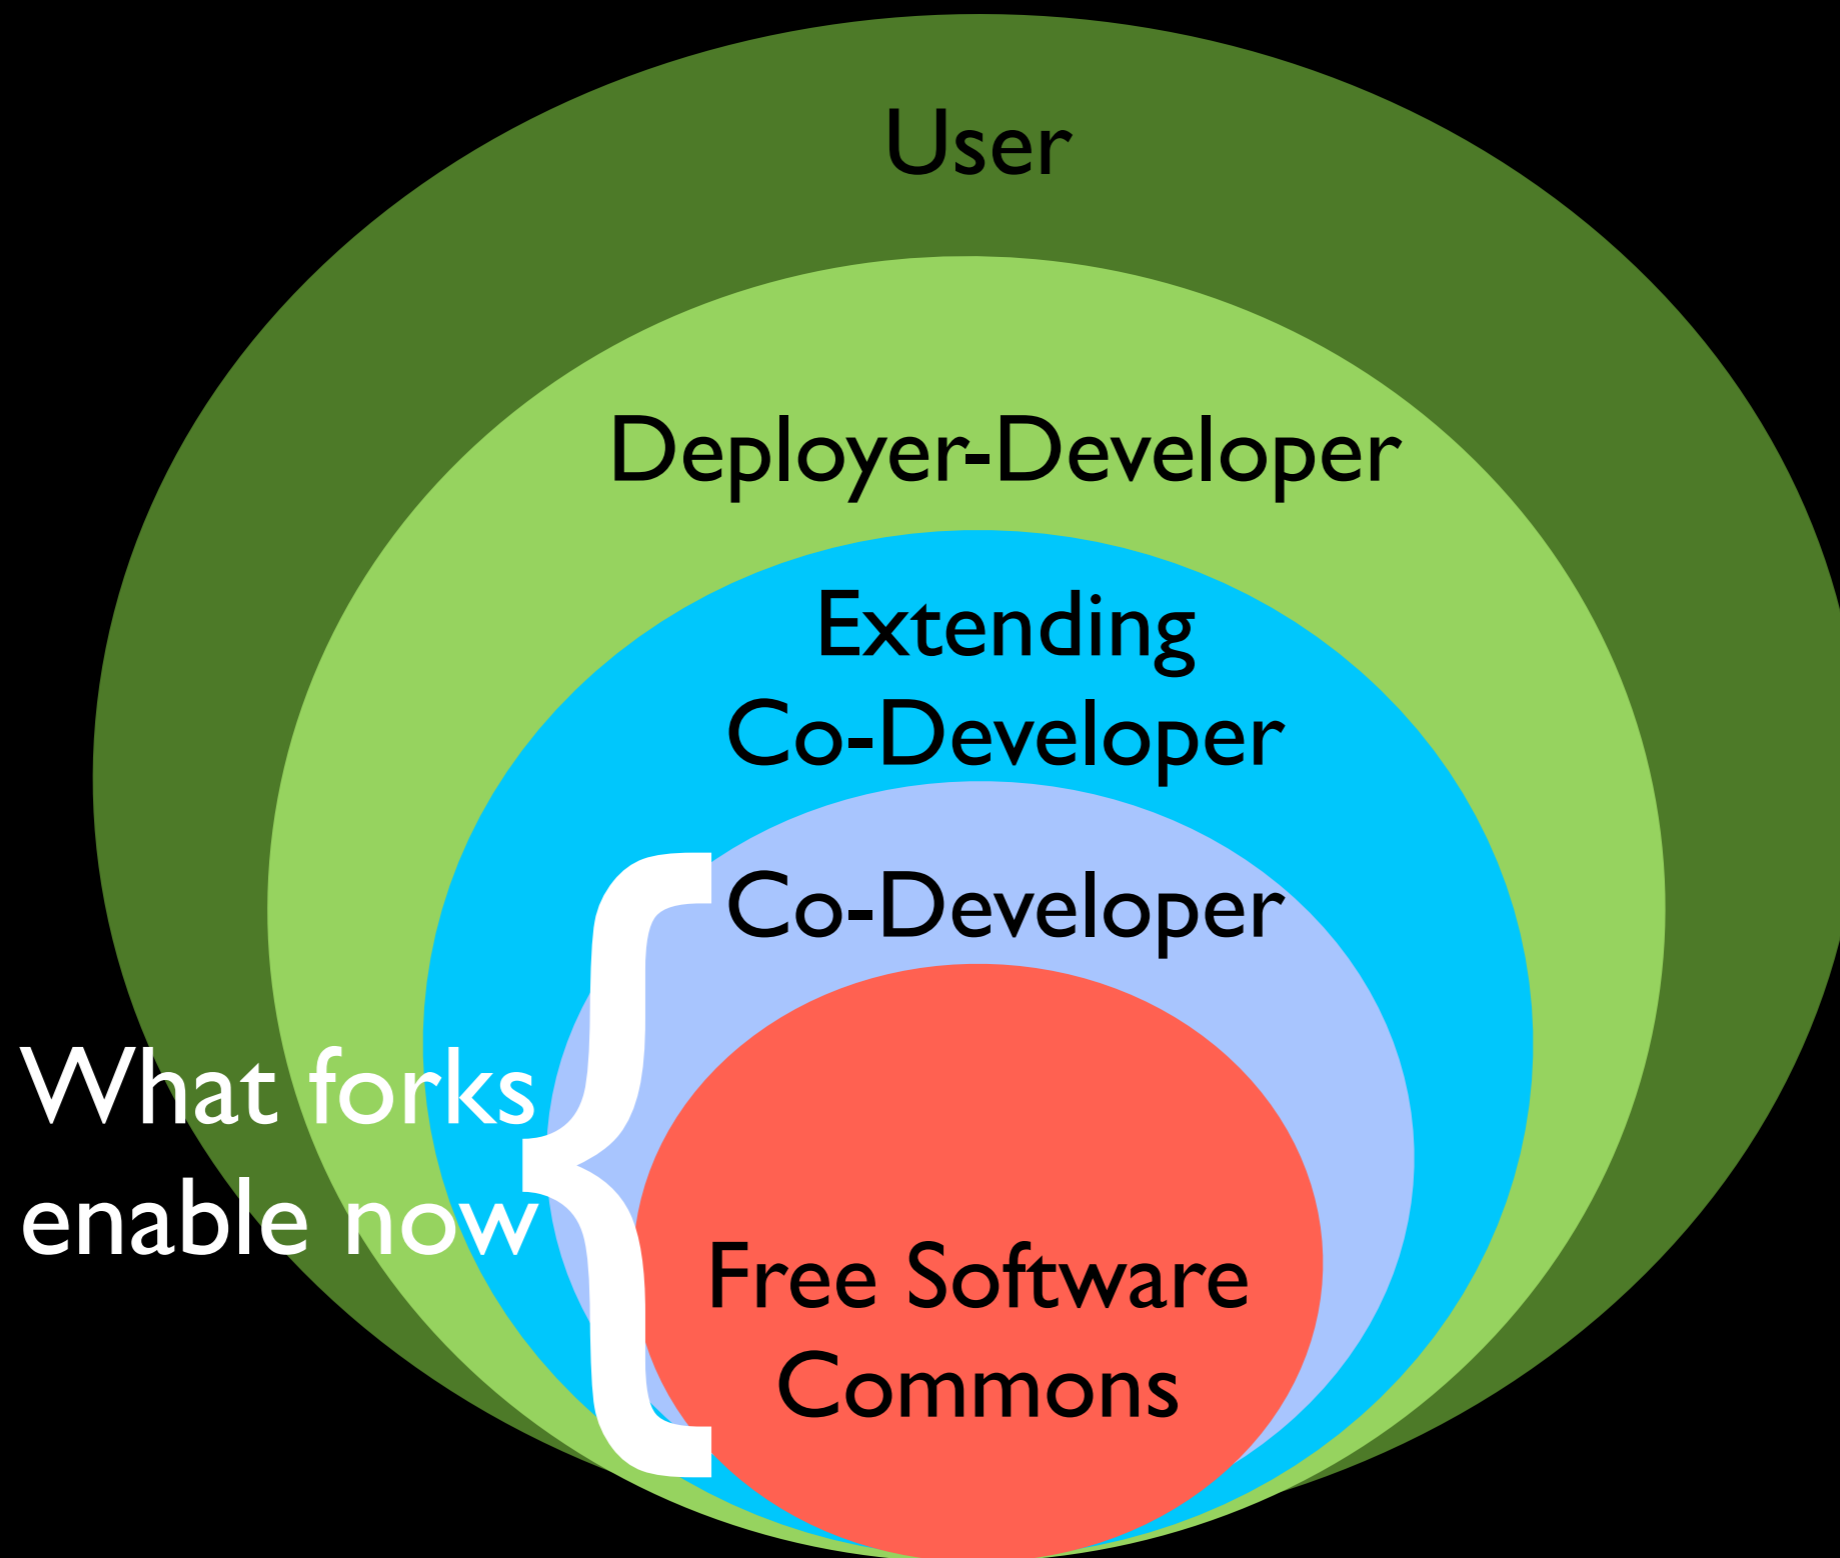 User
Deployer-Developer
Extending
Co-Developer
Co-Developer
What forks
enable now
{
Free Software
Commons